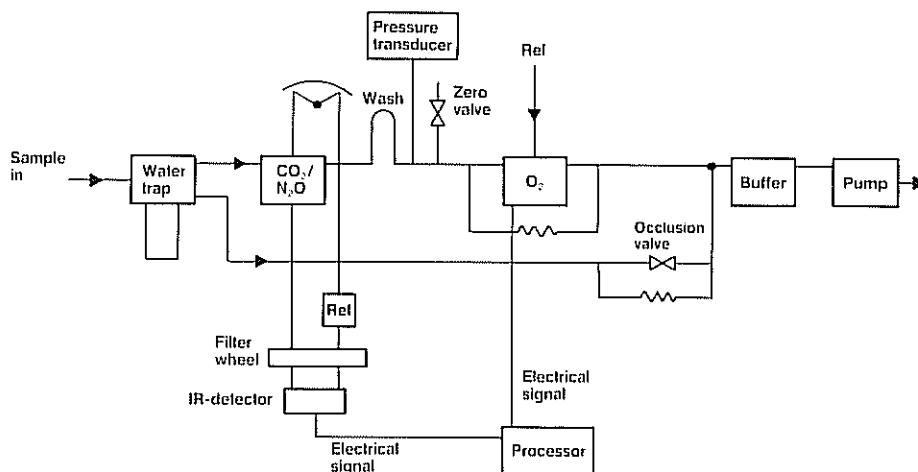 Pressure
transducer
Ref
Wash
Zero
valve
Sample
in
Water
trap
CO₂/
N₂O
O₂
Buffer
Pump
Occlusion
valve
Ref
Filter
wheel
IR-detector
Electrical
signal
Electrical
signal
Processor